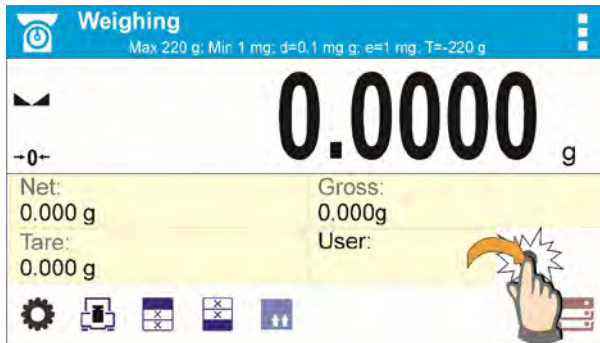 Weighing
Max 220 g; Min 1 mg; d=0.1 mg g; e=1 mg; T=-220 g
0.0000 g
→0←
Net:
0.000 g
Gross:
0.000g
Tare:
0.000 g
User: